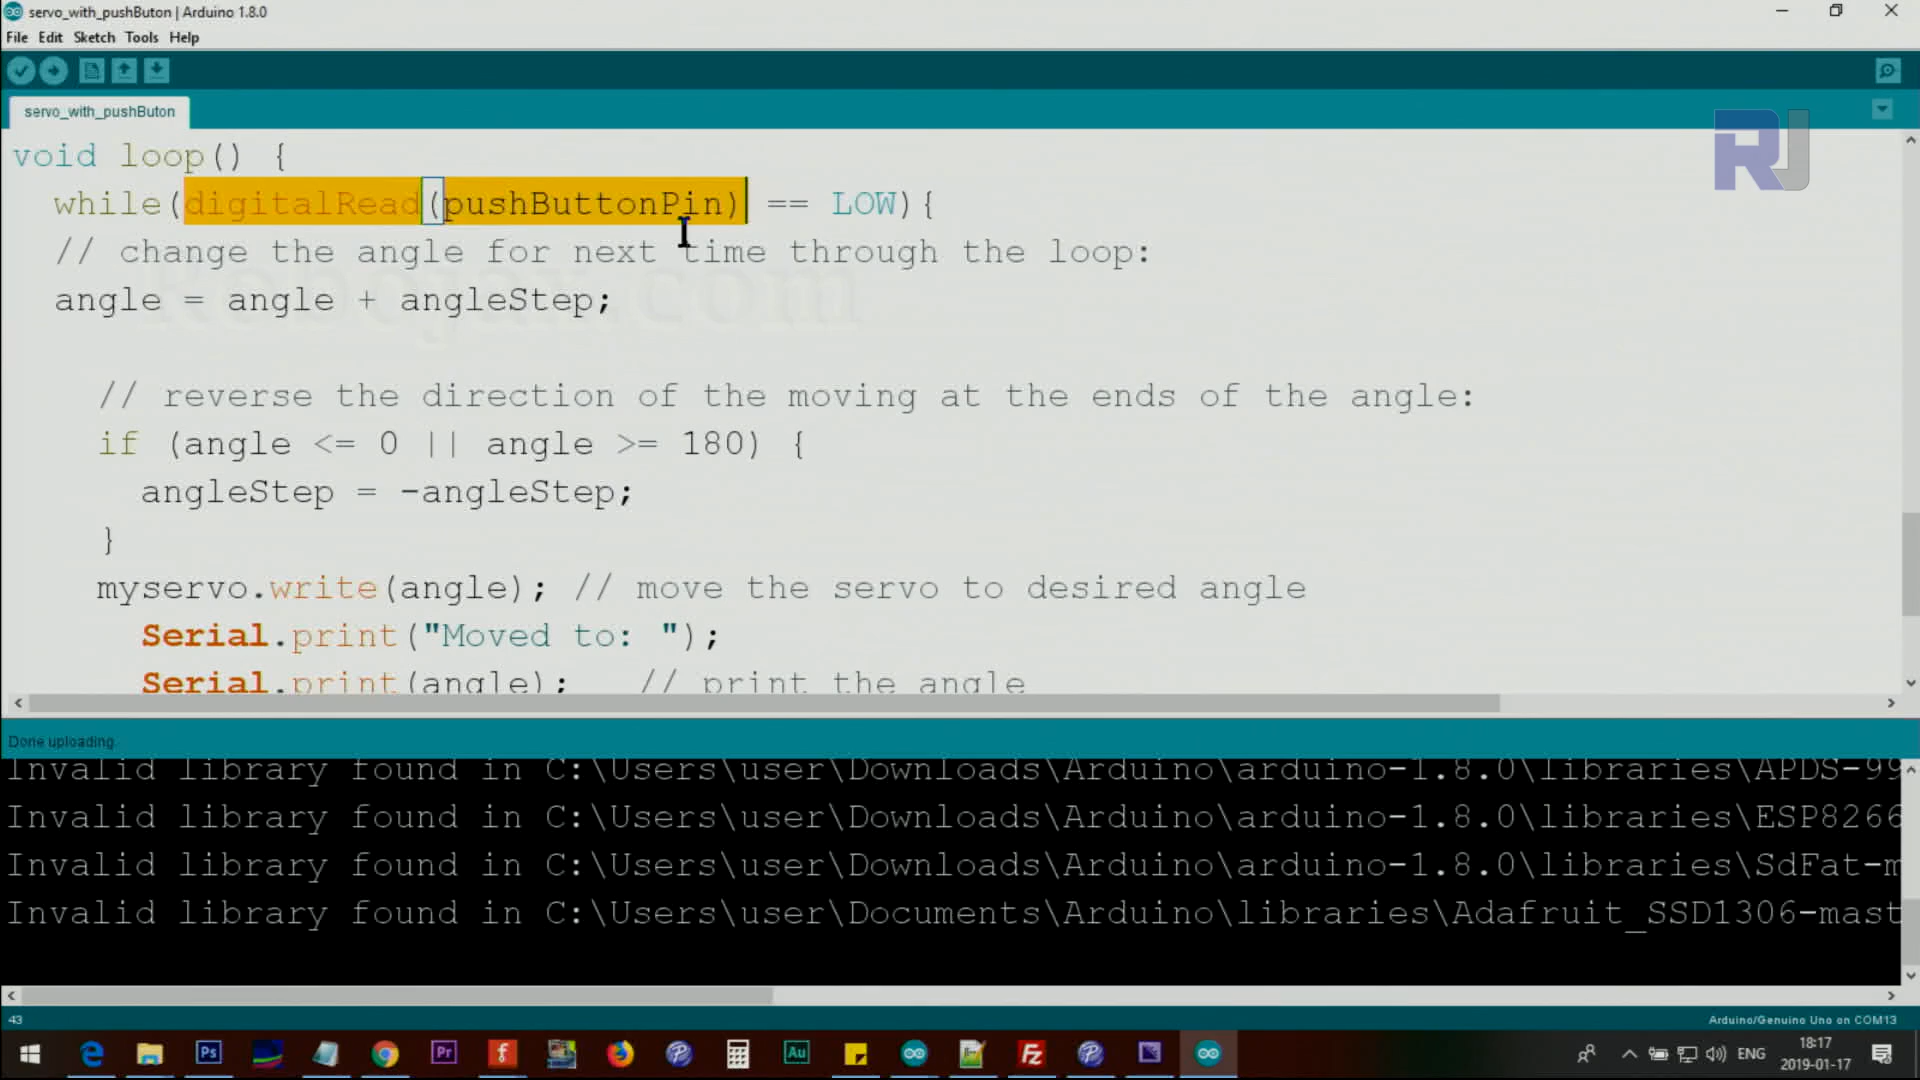 servo_with_pushButon | Arduino 1.8.0
File Edit Sketch Tools Help
servo_with_pushButon
RJ
void loop() {
while(digitalRead(pushButtonPin) == LOW){
// change the angle for next time through the loop:
angle = angle + angleStep;
Robojax.com
// reverse the direction of the moving at the ends of the angle:
if (angle <= 0 || angle >= 180) {
angleStep = -angleStep;
}
myservo.write(angle); // move the servo to desired angle
Serial.print("Moved to: ");
Serial.print(angle); // print the angle
Done uploading.
Invalid library found in C:\Users\user\Downloads\Arduino\arduino-1.8.0\libraries\APDS-99
Invalid library found in C:\Users\user\Downloads\Arduino\arduino-1.8.0\libraries\ESP8266
Invalid library found in C:\Users\user\Downloads\Arduino\arduino-1.8.0\libraries\SdFat-m
Invalid library found in C:\Users\user\Documents\Arduino\libraries\Adafruit_SSD1306-mast
43
Arduino/Genuino Uno on COM13
Ps
Pr
Au
Fz
ENG
18:17
2019-01-17